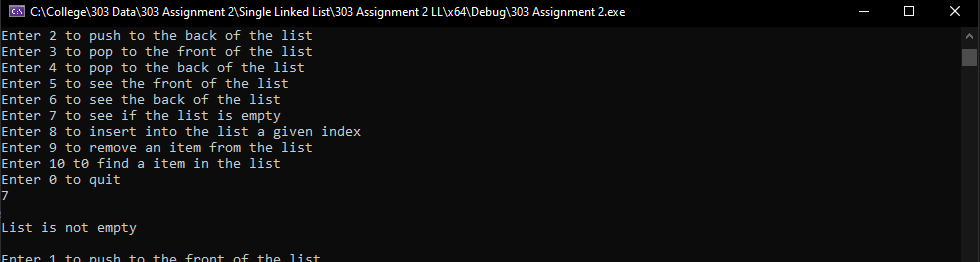 C:\College\303 Data\303 Assignment 2\Single Linked List\303 Assignment 2 LL\x64\Debug\303 Assignment 2.exe
Enter 2 to push to the back of the list
Enter 3 to pop to the front of the list
Enter 4 to pop to the back of the list
Enter 5 to see the front of the list
Enter 6 to see the back of the list
Enter 7 to see if the list is empty
Enter 8 to insert into the list a given index
Enter 9 to remove an item from the list
Enter 10 t0 find a item in the list
Enter 0 to quit
7
List is not empty
Enter 1 to push to the front of the list